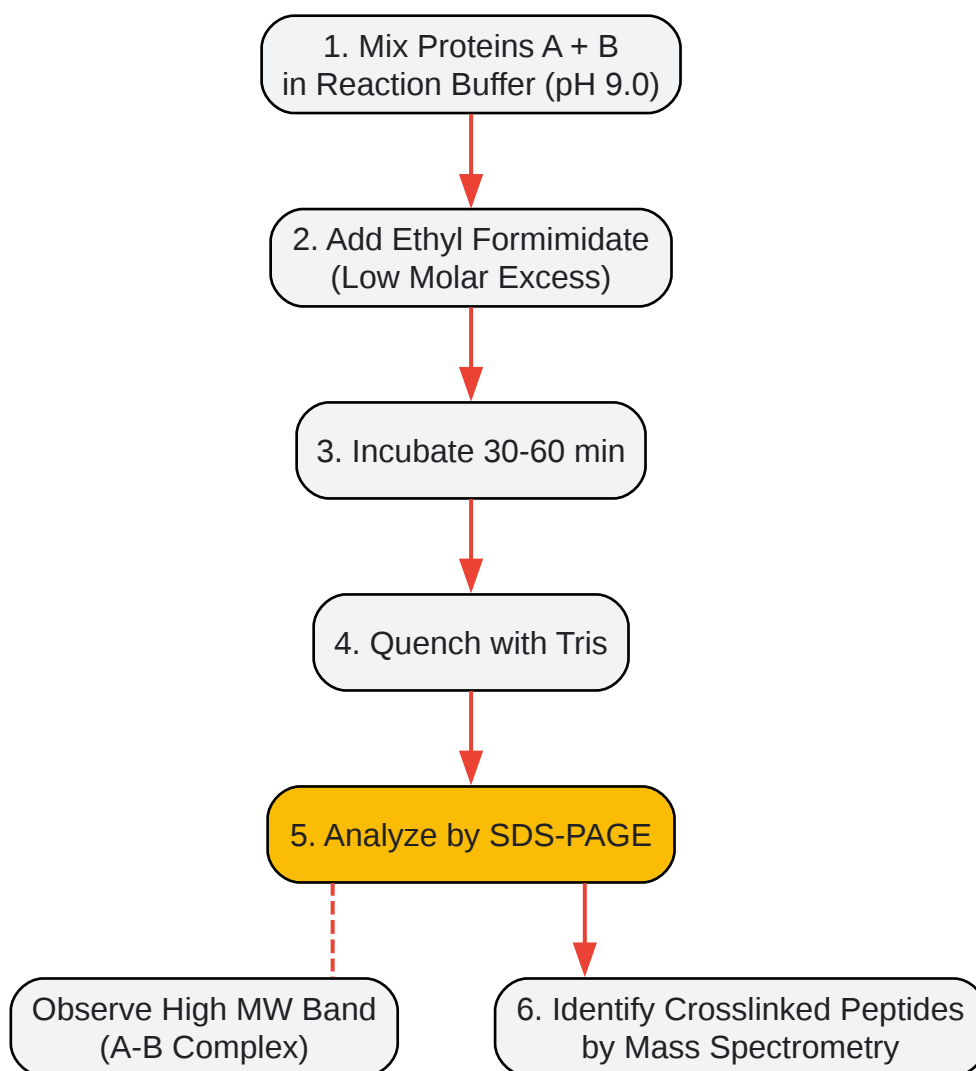 1. Mix Proteins A + B
in Reaction Buffer (pH 9.0)
2. Add Ethyl Formimidate
(Low Molar Excess)
3. Incubate 30-60 min
4. Quench with Tris
5. Analyze by SDS-PAGE
Observe High MW Band
(A-B Complex)
6. Identify Crosslinked Peptides
by Mass Spectrometry